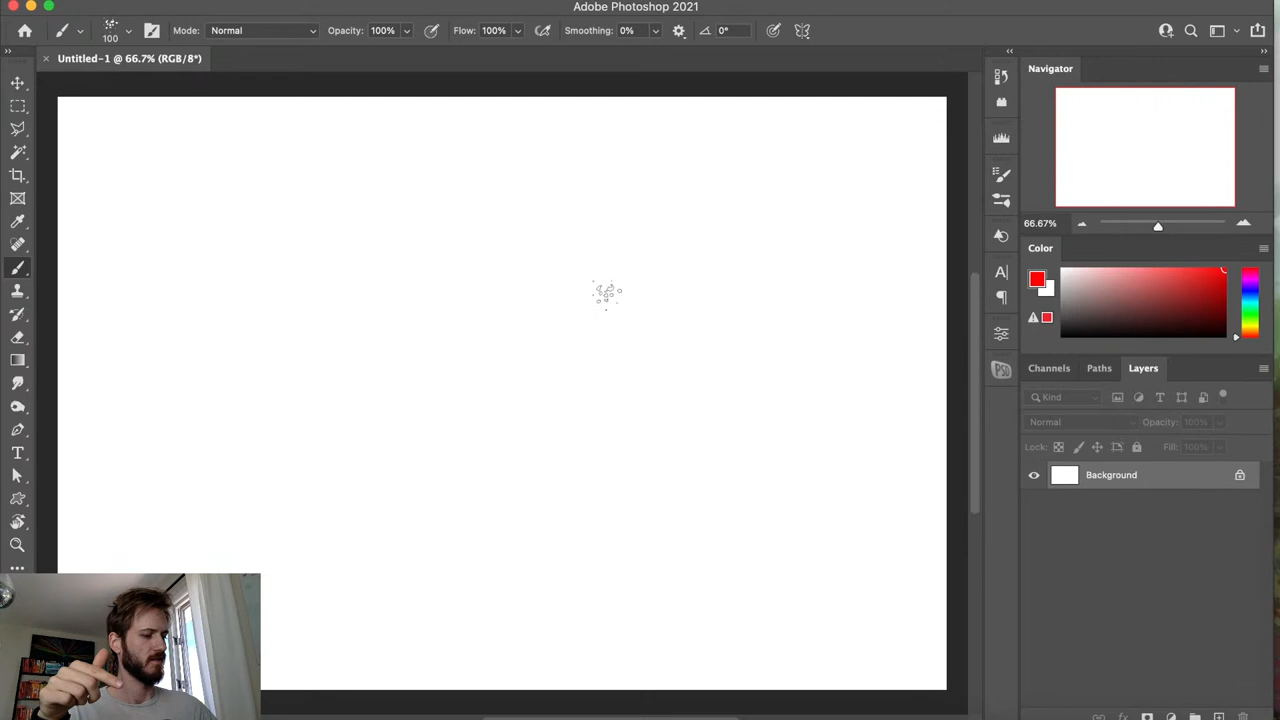 Adobe Photoshop 2021
100
Mode: Normal
Opacity: 100%
Flow: 100%
Smoothing: 0%
0°
Untitled-1 @ 66.7% (RGB/8*)
Navigator
66.67%
Color
Channels
Paths
Layers
Kind
Normal
Opacity: 100%
Lock:
Fill: 100%
Background